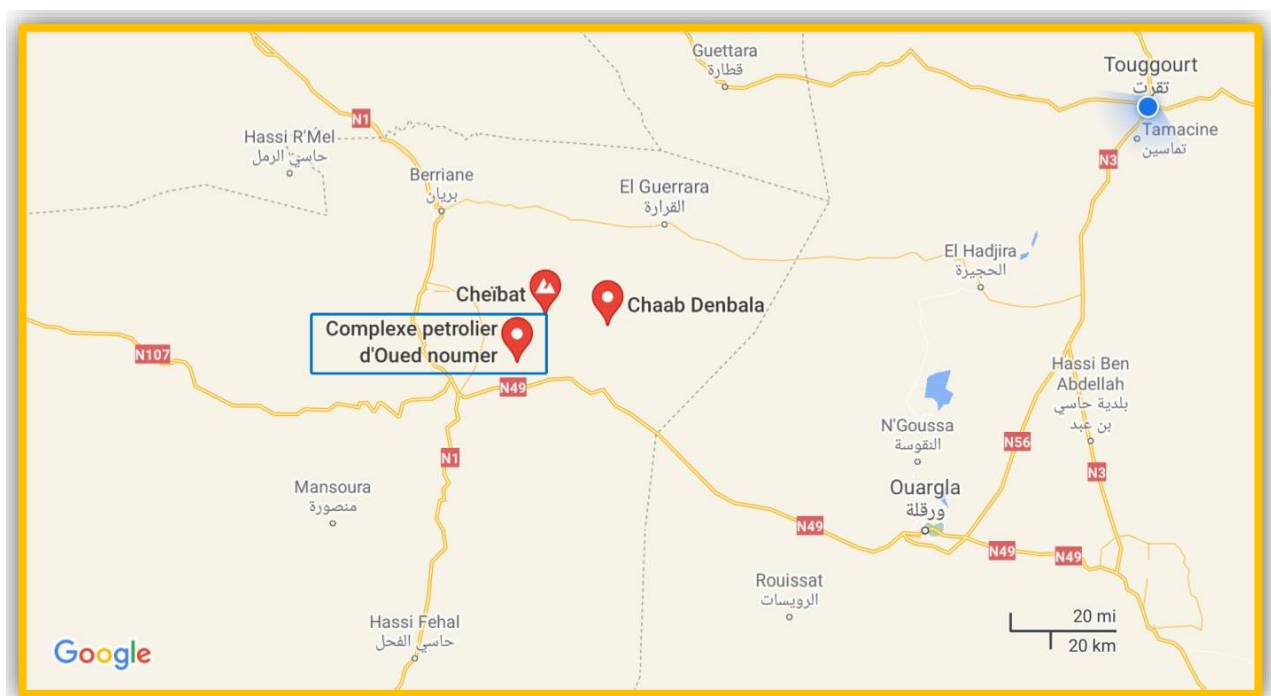 Guettara
قطارة
Touggourt
تقرت
Tamacine
تماسين
N1
Hassi R'Mel
حاسي الرمل
N3
Berriane
بريان
El Guerrara
القرارة
El Hadjira
الحجيرة
Cheïbat
Chaab Denbala
Complexe petrolier
d'Oued noumer
N107
N49
Hassi Ben
Abdellah
بلدية حاسي
بن عبد
N'Goussa
النقوسة
N56
N1
N3
Mansoura
منصورة
Ouargla
ورقلة
N49
N49
N49
Rouissat
الرويسات
Hassi Fehal
حاسي الفحل
20 mi
20 km
Google